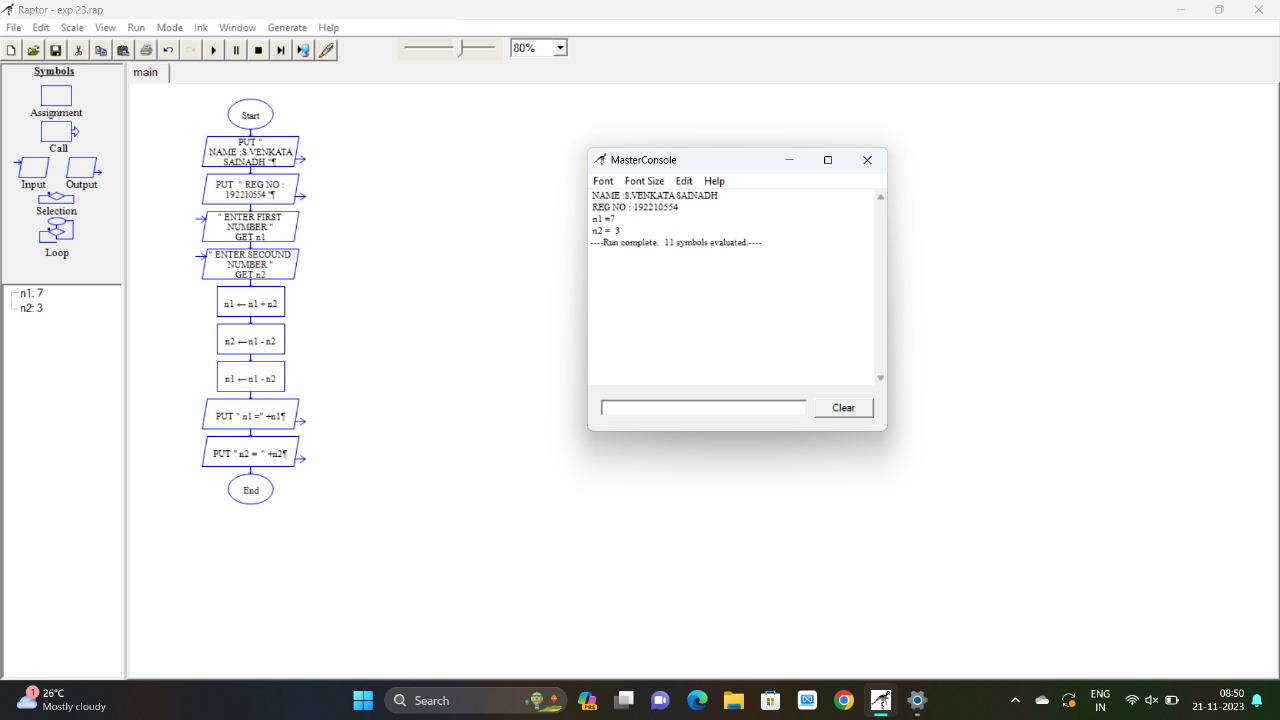 Raptor - exp 23.rap
File Edit Scale View Run Mode Ink Window Generate Help
80%
Symbols
Assignment
Call
Input Output
Selection
Loop
n1: 7
n2: 3
main
Start
PUT "
NAME :S.VENKATA
SAINADH "¶
PUT " REG NO :
192210554 "¶
" ENTER FIRST
NUMBER "
GET n1
" ENTER SECOUND
NUMBER "
GET n2
n1 ← n1 + n2
n2 ← n1 - n2
n1 ← n1 - n2
PUT " n1 =" +n1¶
PUT " n2 = " +n2¶
End
MasterConsole
Font Font Size Edit Help
NAME :S.VENKATA SAINADH
REG NO : 192210554
n1 =7
n2 = 3
----Run complete. 11 symbols evaluated.----
Clear
1
26°C
Mostly cloudy
Search
PRE
ENG
IN
08:50
21-11-2023